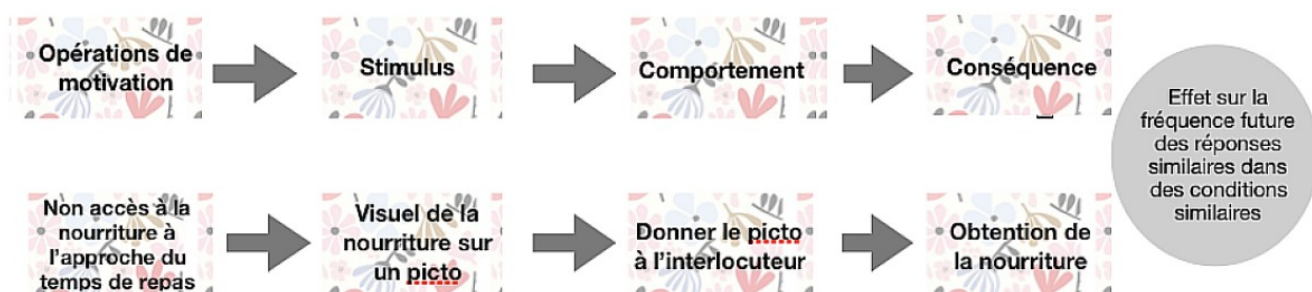 Opérations de
motivation
Stimulus
Comportement
Conséquence
Effet sur la
fréquence future
des réponses
similaires dans
des conditions
similaires
Non accès à la
nourriture à
l'approche du
temps de repas
Visuel de la
nourriture sur
un picto
Donner le picto
à l'interlocuteur
Obtention de
la nourriture